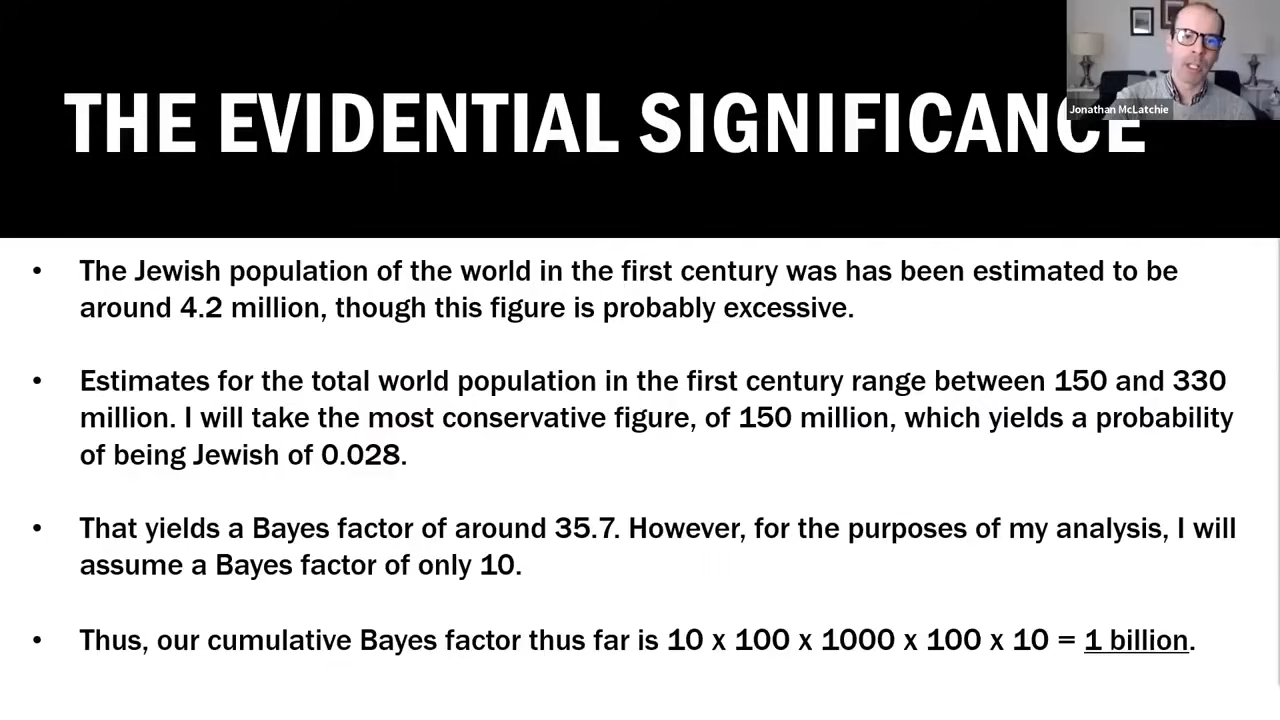 THE EVIDENTIAL SIGNIFICANCE
Jonathan McLatchie
• The Jewish population of the world in the first century was has been estimated to be
around 4.2 million, though this figure is probably excessive.
• Estimates for the total world population in the first century range between 150 and 330
million. I will take the most conservative figure, of 150 million, which yields a probability
of being Jewish of 0.028.
• That yields a Bayes factor of around 35.7. However, for the purposes of my analysis, I will
assume a Bayes factor of only 10.
• Thus, our cumulative Bayes factor thus far is 10 x 100 x 1000 x 100 x 10 = 1 billion.